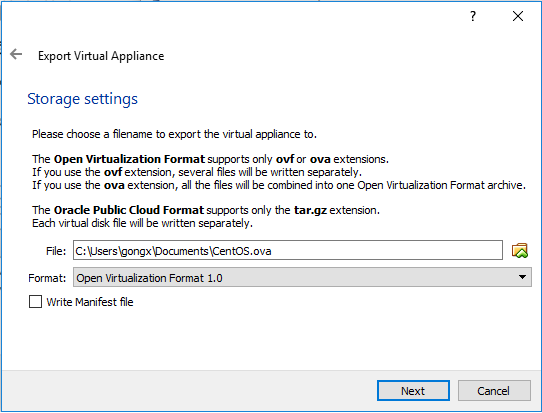 ?
Export Virtual Appliance
Storage settings
Please choose a filename to export the virtual appliance to.
The Open Virtualization Format supports only ovf or ova extensions.
If you use the ovf extension, several files will be written separately.
If you use the ova extension, all the files will be combined into one Open Virtualization Format archive.
The Oracle Public Cloud Format supports only the tar.gz extension.
Each virtual disk file will be written separately.
File: C:\Users\gongx\Documents\CentOS.ova
Format: Open Virtualization Format 1.0
Write Manifest file
Next Cancel